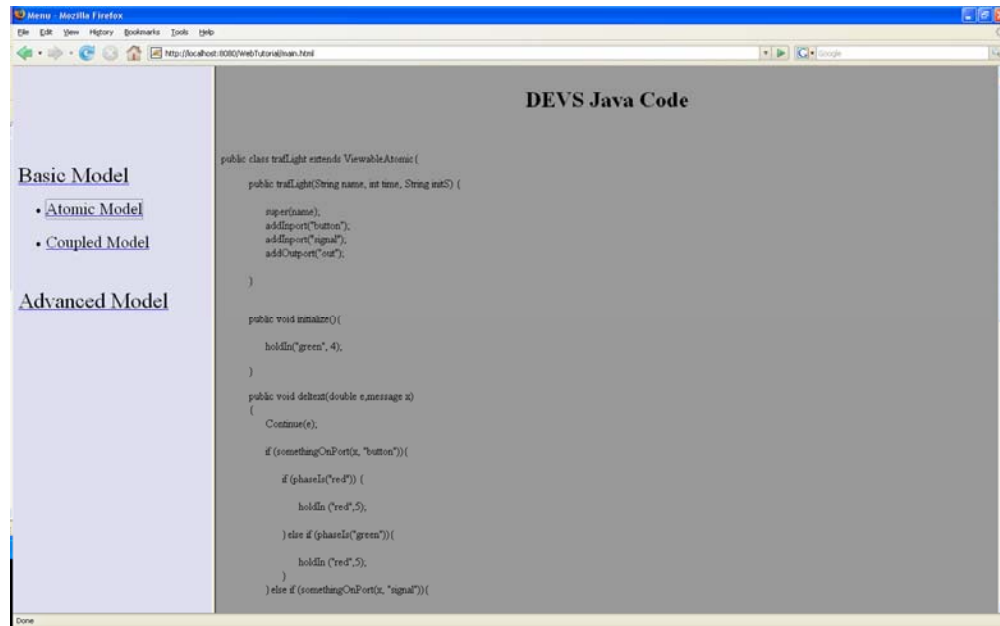 Menu - Mozilla Firefox
File Edit View History Bookmarks Tools Help
http://localhost:8080/WebTutorial/main.html
Google
DEVS Java Code
Basic Model
• Atomic Model
• Coupled Model
Advanced Model
public class trafLight extends ViewableAtomic{
public trafLight(String name, int time, String initS) {
super(name);
addInport("button");
addInport("signal");
addOutport("out");
}
public void initialize(){
holdIn("green", 4);
}
public void deltext(double e,message x)
{
Continue(e);
if (somethingOnPort(x, "button")){
if (phaseIs("red")) {
holdIn ("red",5);
} else if (phaseIs("green")){
holdIn ("red",5);
}
} else if (somethingOnPort(x, "signal")){
Done